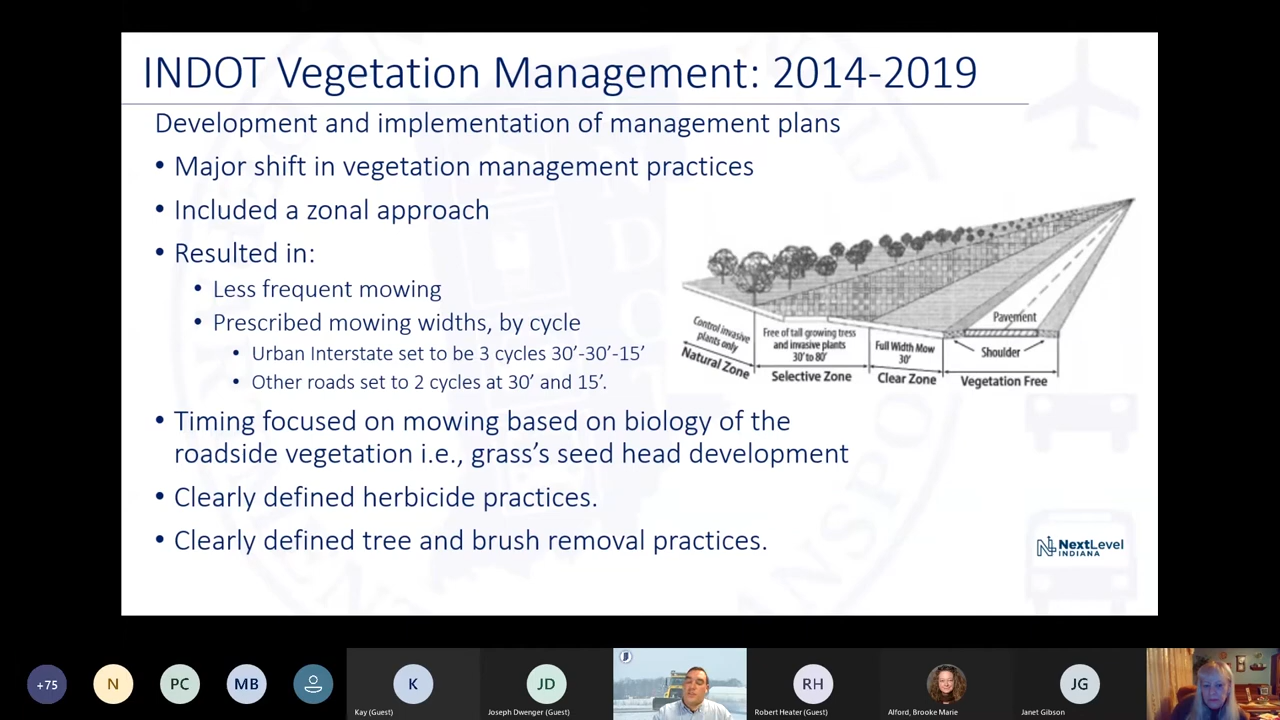 INDOT Vegetation Management: 2014-2019
Development and implementation of management plans
• Major shift in vegetation management practices
• Included a zonal approach
• Resulted in:
• Less frequent mowing
• Prescribed mowing widths, by cycle
• Urban Interstate set to be 3 cycles 30’-30’-15’
• Other roads set to 2 cycles at 30’ and 15’.
• Timing focused on mowing based on biology of the
roadside vegetation i.e., grass’s seed head development
• Clearly defined herbicide practices.
• Clearly defined tree and brush removal practices.
Control invasive
plants only
Natural Zone
Free of tall growing tress
and invasive plants
30' to 80'
Selective Zone
Full Width Mow
30'
Clear Zone
Pavement
Shoulder
Vegetation Free
NextLevel
INDIANA
+75
N
PC
MB
K
Kay (Guest)
JD
Joseph Dwenger (Guest)
RH
Robert Heater (Guest)
Alford, Brooke Marie
JG
Janet Gibson